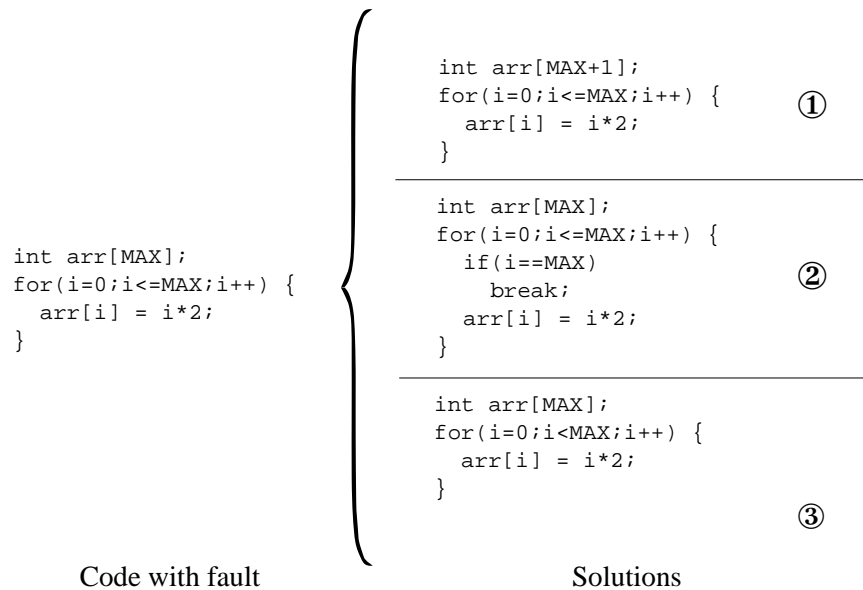 int arr[MAX];
for(i=0;i<=MAX;i++) {
  arr[i] = i*2;
}
Code with fault
int arr[MAX+1];
for(i=0;i<=MAX;i++) {
  arr[i] = i*2;
}
①
int arr[MAX];
for(i=0;i<=MAX;i++) {
  if(i==MAX)
    break;
  arr[i] = i*2;
}
②
int arr[MAX];
for(i=0;i<MAX;i++) {
  arr[i] = i*2;
}
③
Solutions